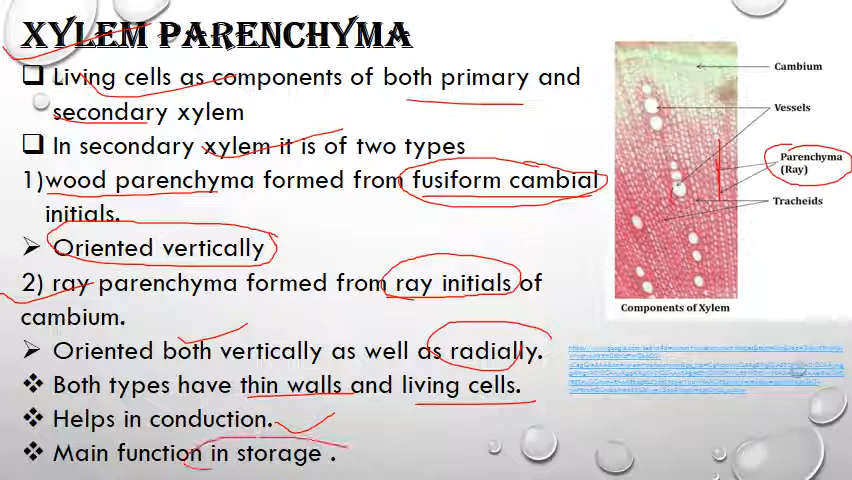 XYLEM PARENCHYMA
❑ Living cells as components of both primary and
secondary xylem
❑ In secondary xylem it is of two types
1)wood parenchyma formed from fusiform cambial
initials.
➢ Oriented vertically
2) ray parenchyma formed from ray initials of
cambium.
➢ Oriented both vertically as well as radially.
❖ Both types have thin walls and living cells.
❖ Helps in conduction.
❖ Main function in storage .
Cambium
Vessels
Parenchyma
(Ray)
Tracheids
Components of Xylem